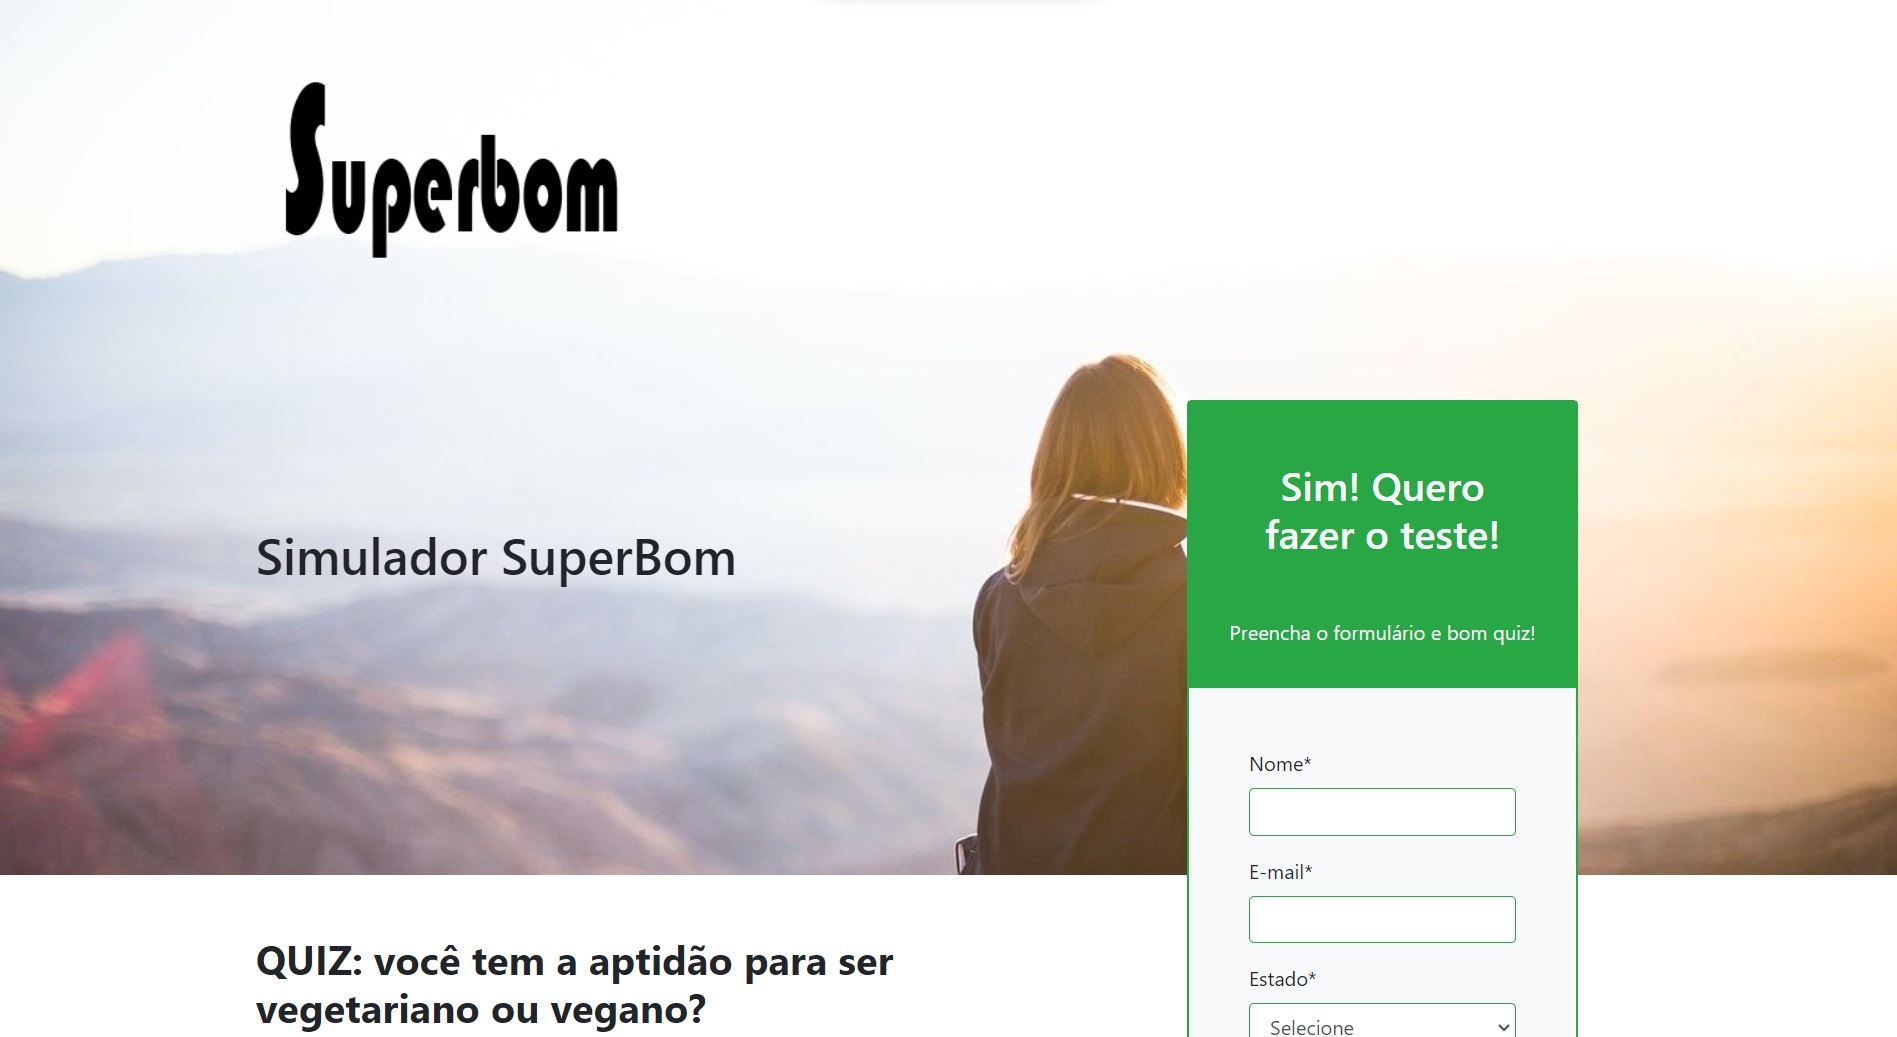 Superbom
Simulador SuperBom
Sim! Quero
fazer o teste!
Preencha o formulário e bom quiz!
Nome*
E-mail*
Estado*
Selecione
QUIZ: você tem a aptidão para ser
vegetariano ou vegano?